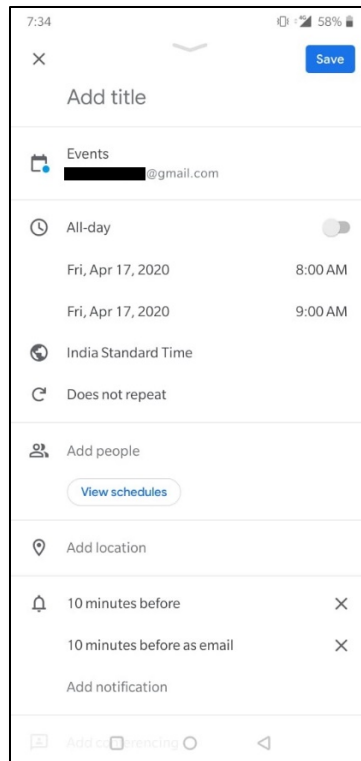 7:34 58%
Save
Add title
Events
@gmail.com
All-day
Fri, Apr 17, 2020 8:00 AM
Fri, Apr 17, 2020 9:00 AM
India Standard Time
Does not repeat
Add people
View schedules
Add location
10 minutes before
10 minutes before as email
Add notification
Add conferencing